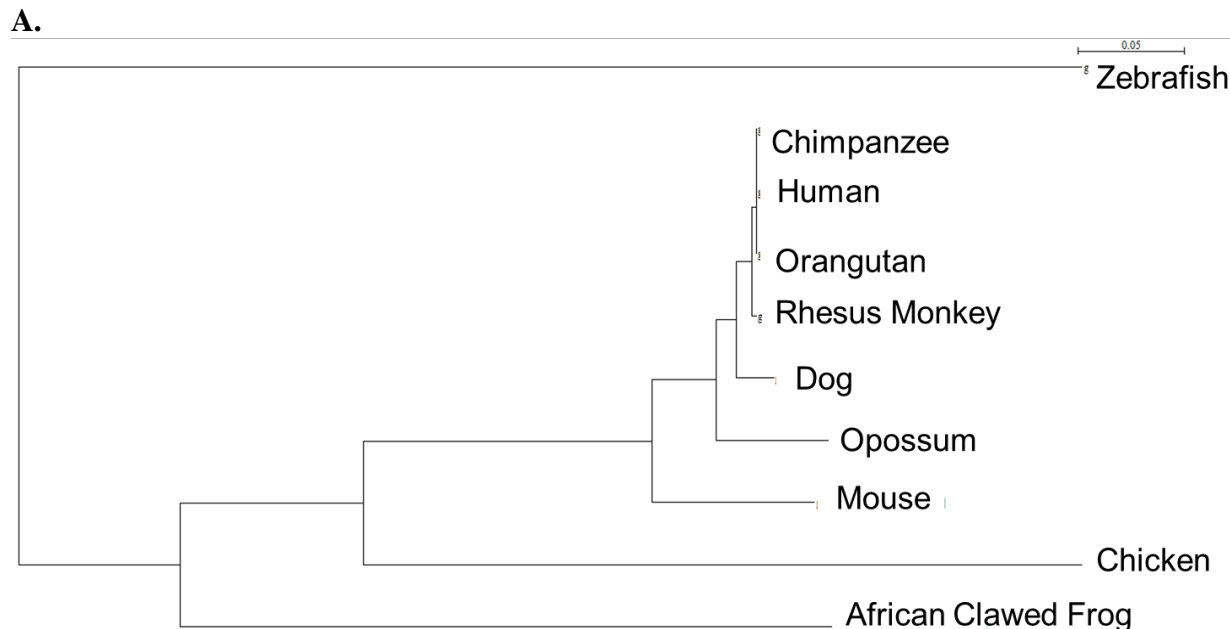 A.
0.05
Zebrafish
Chimpanzee
Human
Orangutan
Rhesus Monkey
Dog
Opossum
Mouse
Chicken
African Clawed Frog